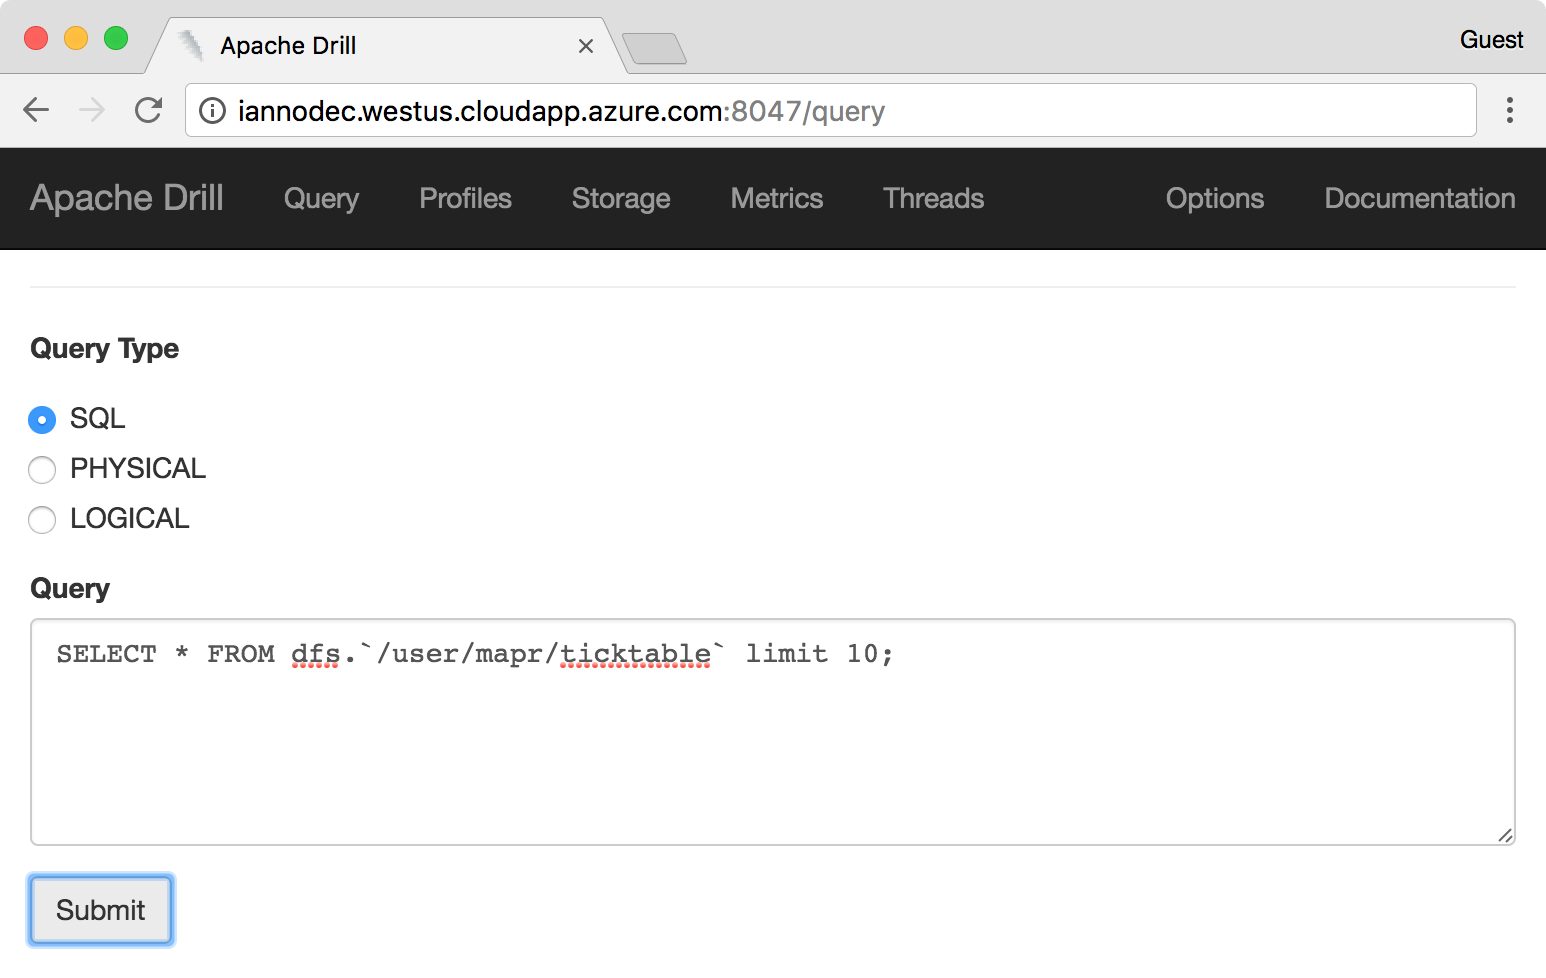 Apache Drill
Guest
iannodec.westus.cloudapp.azure.com:8047/query
Apache Drill Query Profiles Storage Metrics Threads Options Documentation
Query Type
SQL
PHYSICAL
LOGICAL
Query
SELECT * FROM dfs.`/user/mapr/ticktable` limit 10;
Submit